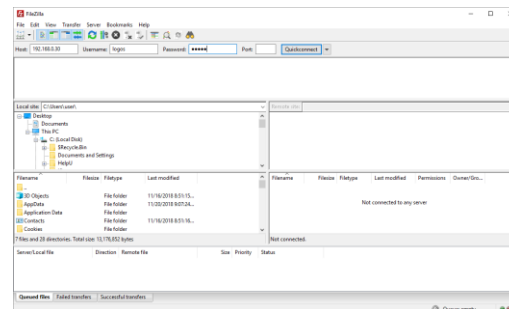 FileZilla
File Edit View Transfer Server Bookmarks Help
Host: 192.168.0.30 Username: logos Password: ●●●●● Port: Quickconnect
Local site: C:\Users\user\ Remote site:
Desktop
Documents
This PC
C: (Local Disk)
$Recycle.Bin
Documents and Settings
HelpU
Filename Filesize Filetype Last modified
..
3D Objects File folder 11/16/2018 8:51:15...
AppData File folder 11/20/2018 9:07:24...
Application Data File folder
Contacts File folder 11/16/2018 8:51:16...
Cookies File folder
7 files and 28 directories. Total size: 13,176,852 bytes
Filename Filesize Filetype Last modified Permissions Owner/Gro...
Not connected to any server
Not connected.
Server/Local file Direction Remote file Size Priority Status
Queued files Failed transfers Successful transfers